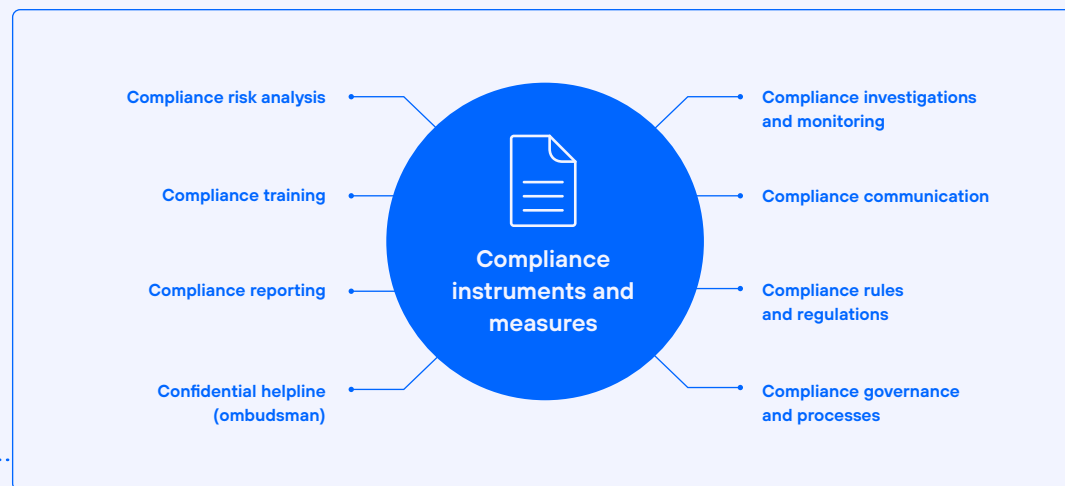 Compliance risk analysis
Compliance training
Compliance reporting
Confidential helpline
(ombudsman)
Compliance
instruments and
measures
Compliance investigations
and monitoring
Compliance communication
Compliance rules
and regulations
Compliance governance
and processes